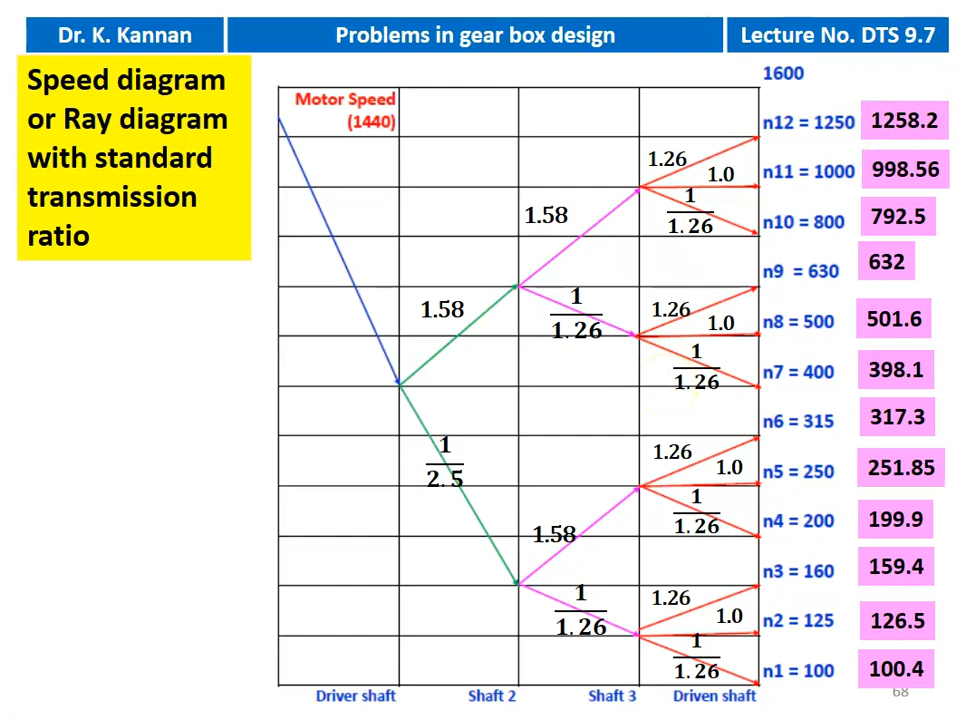 Dr. K. Kannan
Problems in gear box design
Lecture No. DTS 9.7
Speed diagram
or Ray diagram
with standard
transmission
ratio
1600
Motor Speed
(1440)
n12 = 1250
1258.2
1.26
n11 = 1000
998.56
1.0
1
1.26
1.58
n10 = 800
792.5
n9 = 630
632
1.58
1
1.26
1.26
1.0
n8 = 500
501.6
1
1.26
n7 = 400
398.1
n6 = 315
317.3
1
2.5
1.26
1.0
n5 = 250
251.85
1
1.26
n4 = 200
199.9
1.58
n3 = 160
159.4
1
1.26
1.26
1.0
n2 = 125
126.5
1
1.26
n1 = 100
100.4
Driver shaft
Shaft 2
Shaft 3
Driven shaft
68